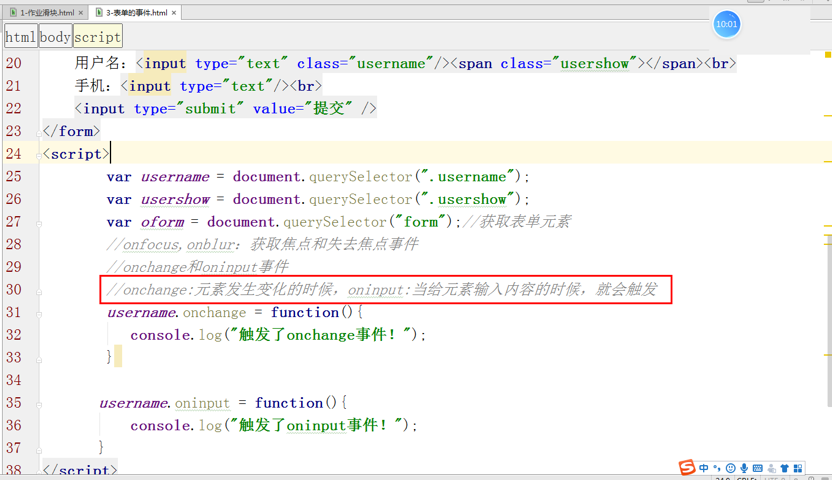 1-作业滑块.html × 3-表单的事件.html ×
10:01
html body script
20 用户名：<input type="text" class="username"/><span class="usershow"></span><br>
21 手机：<input type="text"/><br>
22 <input type="submit" value="提交" />
23 </form>
24 <script>
25 var username = document.querySelector(".username");
26 var usershow = document.querySelector(".usershow");
27 var oform = document.querySelector("form");//获取表单元素
28 //onfocus,onblur：获取焦点和失去焦点事件
29 //onchange和oninput事件
30 //onchange:元素发生变化的时候，oninput:当给元素输入内容的时候，就会触发
31 username.onchange = function(){
32 console.log("触发了onchange事件！");
33 }
34
35 username.oninput = function(){
36 console.log("触发了oninput事件！");
37 }
38 </script>
中